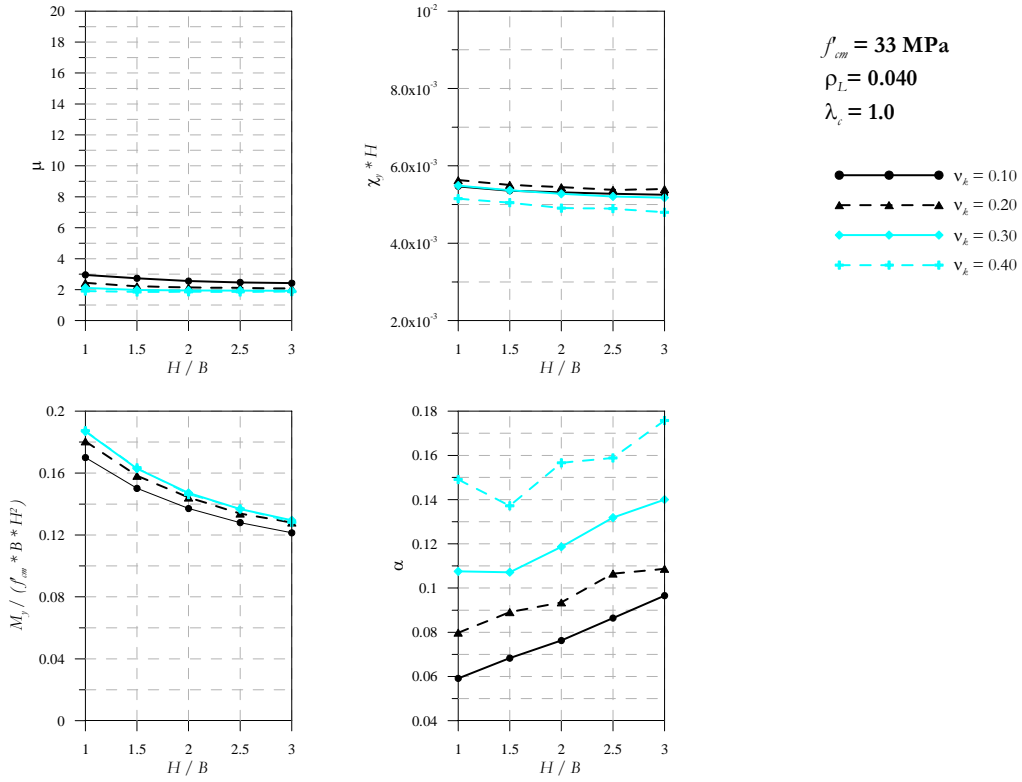 20
18
16
14
12
10
8
6
4
2
0
μ
1 1.5 2 2.5 3
H / B
10⁻²
8.0x10⁻³
6.0x10⁻³
4.0x10⁻³
2.0x10⁻³
χy * H
1 1.5 2 2.5 3
H / B
f'cm = 33 MPa
ρL= 0.040
λc = 1.0
νk = 0.10
νk = 0.20
νk = 0.30
νk = 0.40
0.2
0.16
0.12
0.08
0.04
0
My / (f'cm * B * H²)
1 1.5 2 2.5 3
H / B
0.18
0.16
0.14
0.12
0.1
0.08
0.06
0.04
α
1 1.5 2 2.5 3
H / B